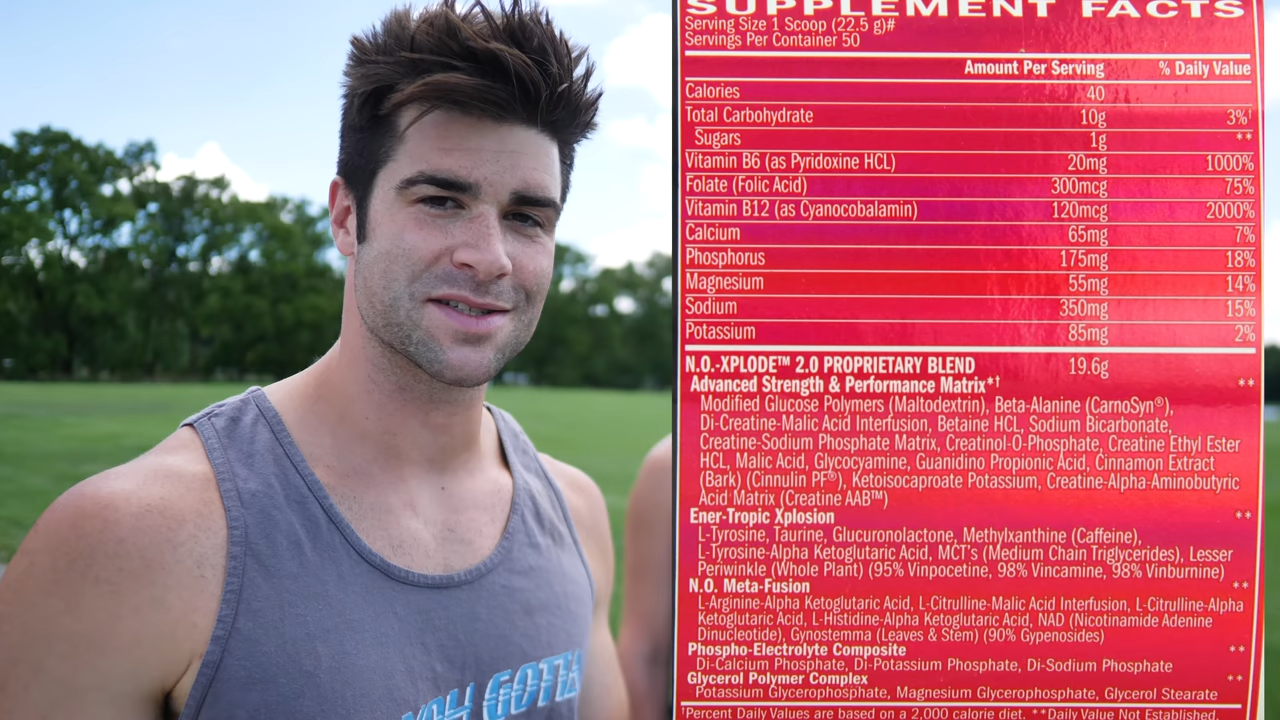 YOU GOTTA
SUPPLEMENT FACTS
Serving Size 1 Scoop (22.5 g)#
Servings Per Container 50
Amount Per Serving % Daily Value
Calories 40
Total Carbohydrate 10g 3%†
Sugars 1g **
Vitamin B6 (as Pyridoxine HCL) 20mg 1000%
Folate (Folic Acid) 300mcg 75%
Vitamin B12 (as Cyanocobalamin) 120mcg 2000%
Calcium 65mg 7%
Phosphorus 175mg 18%
Magnesium 55mg 14%
Sodium 350mg 15%
Potassium 85mg 2%
N.O.-XPLODE™ 2.0 PROPRIETARY BLEND 19.6g
Advanced Strength & Performance Matrix*† **
Modified Glucose Polymers (Maltodextrin), Beta-Alanine (CarnoSyn®),
Di-Creatine-Malic Acid Interfusion, Betaine HCL, Sodium Bicarbonate,
Creatine-Sodium Phosphate Matrix, Creatinol-O-Phosphate, Creatine Ethyl Ester
HCL, Malic Acid, Glycocyamine, Guanidino Propionic Acid, Cinnamon Extract
(Bark) (Cinnulin PF®), Ketoisocaproate Potassium, Creatine-Alpha-Aminobutyric
Acid Matrix (Creatine AAB™)
Ener-Tropic Xplosion **
L-Tyrosine, Taurine, Glucuronolactone, Methylxanthine (Caffeine),
L-Tyrosine-Alpha Ketoglutaric Acid, MCT's (Medium Chain Triglycerides), Lesser
Periwinkle (Whole Plant) (95% Vinpocetine, 98% Vincamine, 98% Vinburnine)
N.O. Meta-Fusion **
L-Arginine-Alpha Ketoglutaric Acid, L-Citrulline-Malic Acid Interfusion, L-Citrulline-Alpha
Ketoglutaric Acid, L-Histidine-Alpha Ketoglutaric Acid, NAD (Nicotinamide Adenine
Dinucleotide), Gynostemma (Leaves & Stem) (90% Gypenosides)
Phospho-Electrolyte Composite **
Di-Calcium Phosphate, Di-Potassium Phosphate, Di-Sodium Phosphate
Glycerol Polymer Complex **
Potassium Glycerophosphate, Magnesium Glycerophosphate, Glycerol Stearate
†Percent Daily Values are based on a 2,000 calorie diet. **Daily Value Not Established.